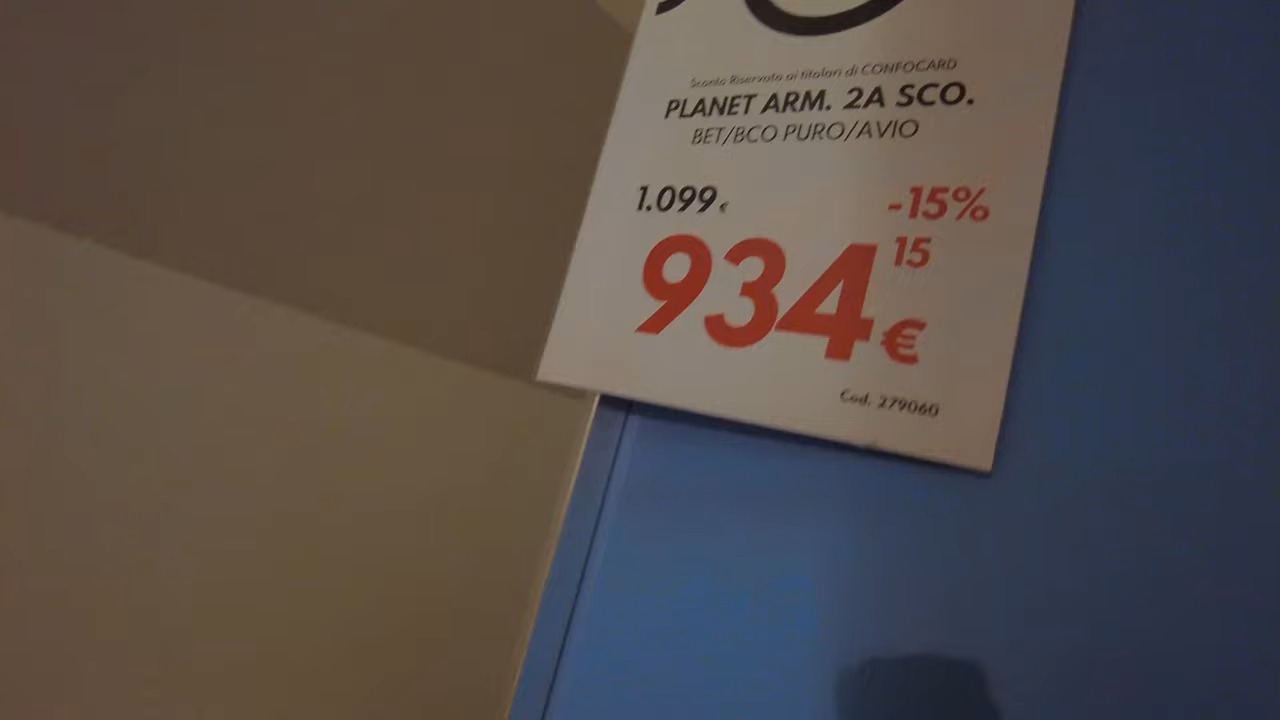 Sconto Riservato ai titolari di CONFOCARD
PLANET ARM. 2A SCO.
BET/BCO PURO/AVIO
1.099€ -15%
934 15 €
Cod. 279060